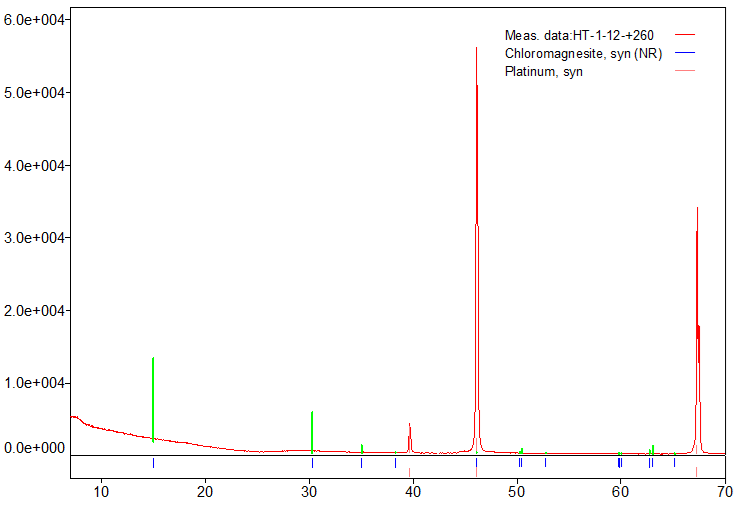 6.0e+004
5.0e+004
4.0e+004
3.0e+004
2.0e+004
1.0e+004
0.0e+000
Meas. data:HT-1-12-+260
Chloromagnesite, syn (NR)
Platinum, syn
10 20 30 40 50 60 70